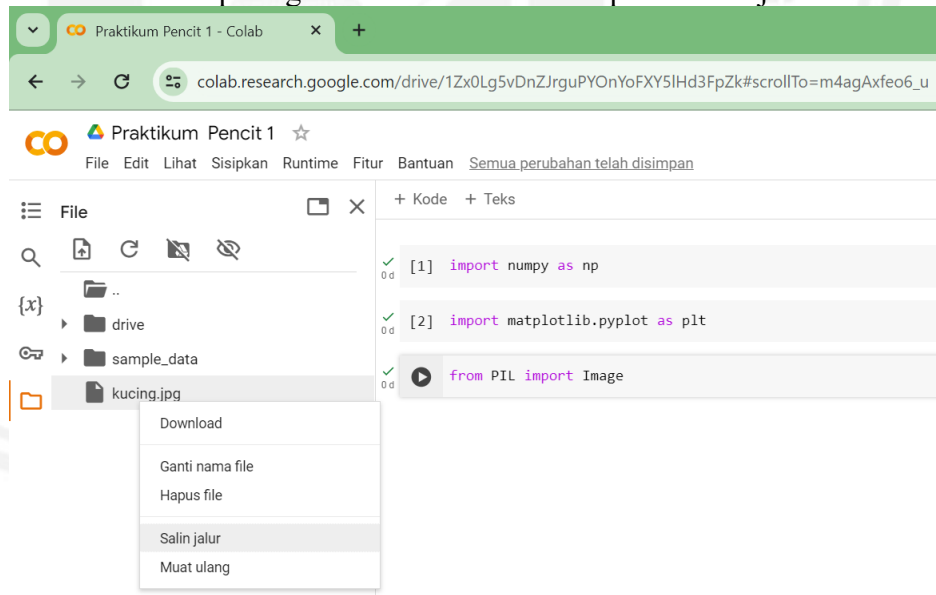 Praktikum Pencit 1 - Colab
colab.research.google.com/drive/1Zx0Lg5vDnZJrguPYOnYoFXY5lHd3FpZk#scrollTo=m4agAxfeo6_u
Praktikum Pencit 1
File Edit Lihat Sisipkan Runtime Fitur Bantuan Semua perubahan telah disimpan
File
+ Kode + Teks
{x}
..
drive
sample_data
kucing.jpg
Download
Ganti nama file
Hapus file
Salin jalur
Muat ulang
0 d [1] import numpy as np
0 d [2] import matplotlib.pyplot as plt
0 d from PIL import Image